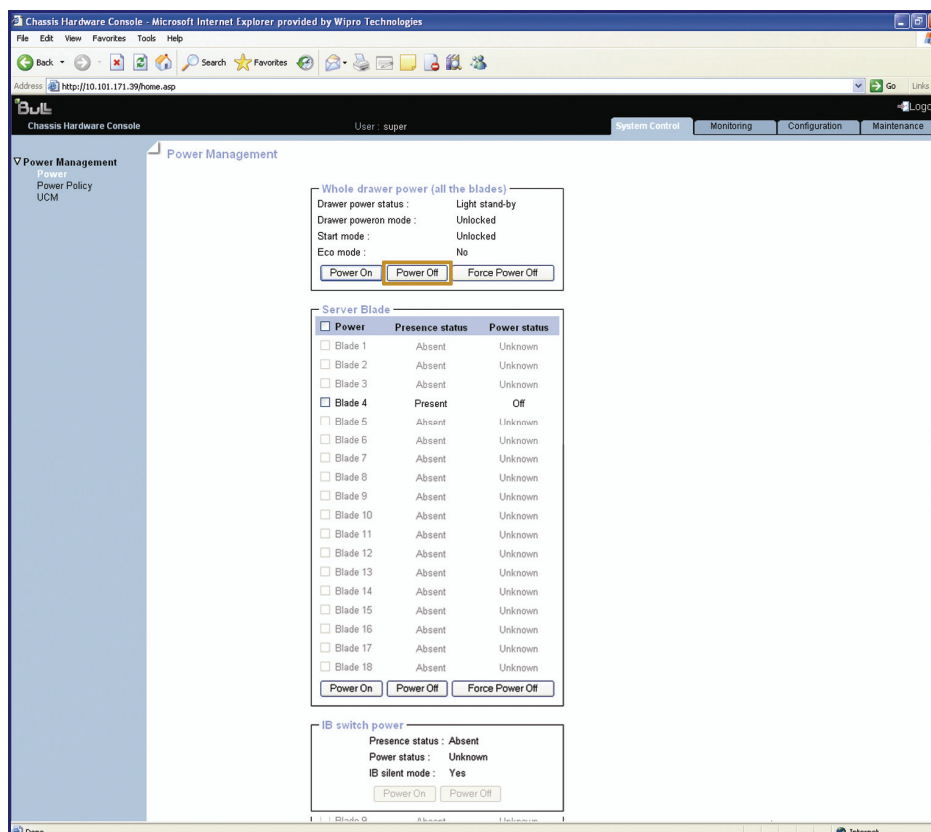 Chassis Hardware Console - Microsoft Internet Explorer provided by Wipro Technologies
File Edit View Favorites Tools Help
Back Search Favorites
Address http://10.101.171.39/home.asp Go Links
Bull
Chassis Hardware Console User : super System Control Monitoring Configuration Maintenance
Power Management
Power
Power Policy
UCM
Power Management
Whole drawer power (all the blades)
Drawer power status : Light stand-by
Drawer poweron mode : Unlocked
Start mode : Unlocked
Eco mode : No
Power On Power Off Force Power Off
Server Blade
Power Presence status Power status
Blade 1 Absent Unknown
Blade 2 Absent Unknown
Blade 3 Absent Unknown
Blade 4 Present Off
Blade 5 Absent Unknown
Blade 6 Absent Unknown
Blade 7 Absent Unknown
Blade 8 Absent Unknown
Blade 9 Absent Unknown
Blade 10 Absent Unknown
Blade 11 Absent Unknown
Blade 12 Absent Unknown
Blade 13 Absent Unknown
Blade 14 Absent Unknown
Blade 15 Absent Unknown
Blade 16 Absent Unknown
Blade 17 Absent Unknown
Blade 18 Absent Unknown
Power On Power Off Force Power Off
IB switch power
Presence status : Absent
Power status : Unknown
IB silent mode : Yes
Power On Power Off
Blade 9 Absent Unknown
Done Internet